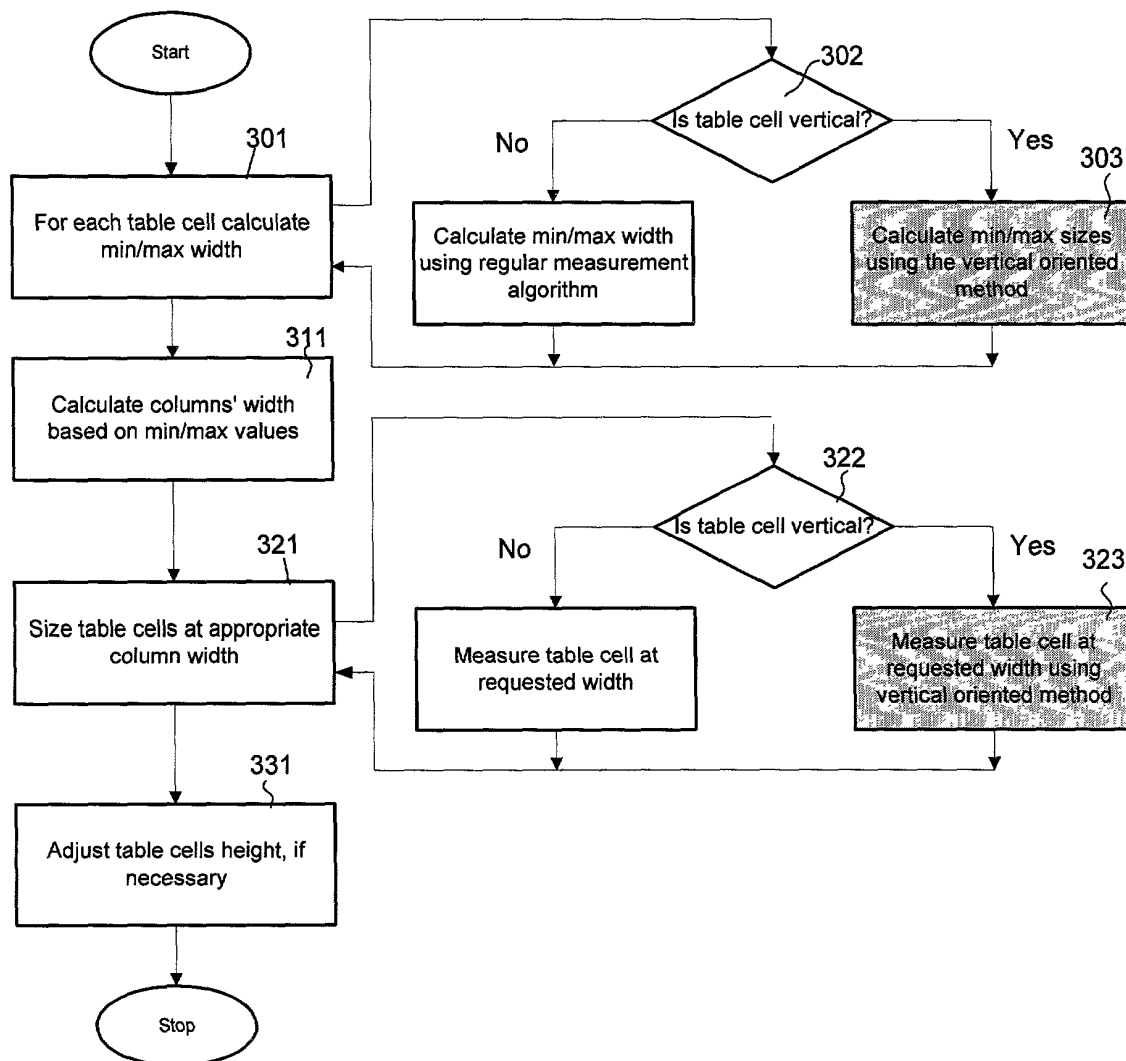 Start
302
Is table cell vertical?
No
Yes
301
303
For each table cell calculate
min/max width
Calculate min/max width
using regular measurement
algorithm
Calculate min/max sizes
using the vertical oriented
method
311
Calculate columns' width
based on min/max values
322
Is table cell vertical?
No
Yes
321
323
Size table cells at appropriate
column width
Measure table cell at
requested width
Measure table cell at
requested width using
vertical oriented method
331
Adjust table cells height, if
necessary
Stop